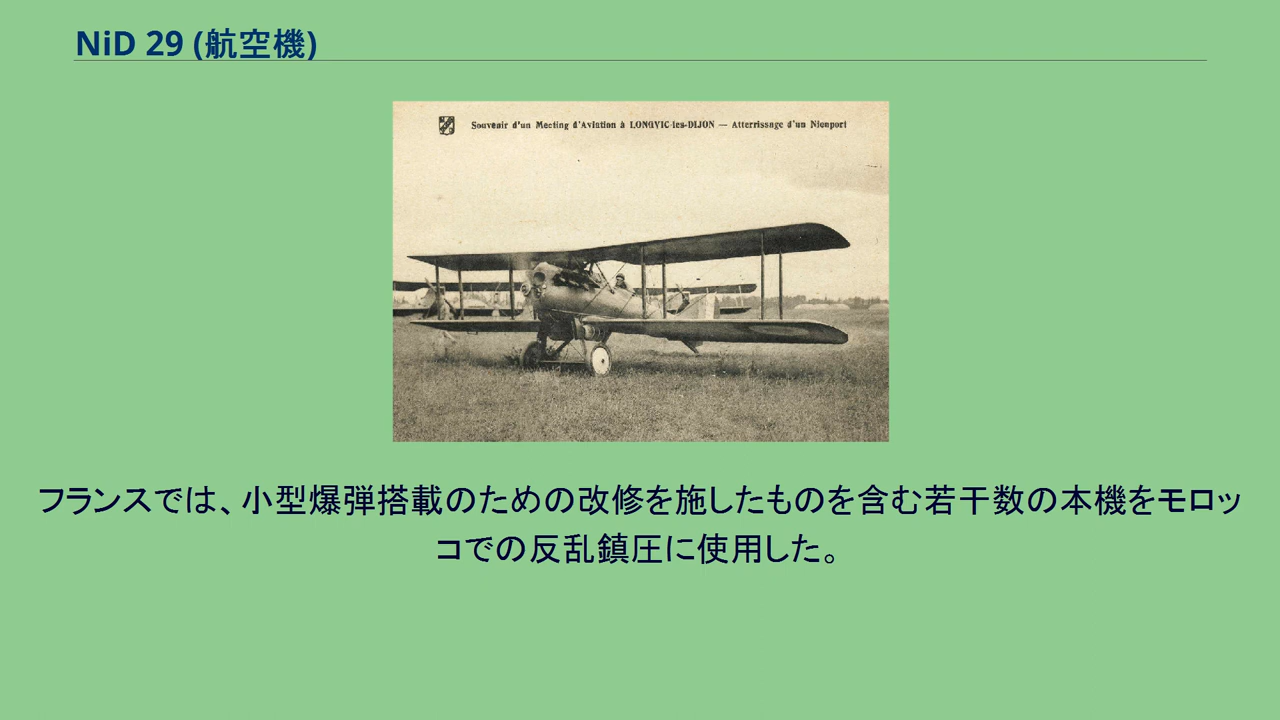 NiD 29 (航空機)
Souvenir d'un Meeting d'Aviation à LONGVIC-les-DIJON — Atterrissage d'un Nieuport
フランスでは、小型爆弾搭載のための改修を施したものを含む若干数の本機をモロッ
コでの反乱鎮圧に使用した。